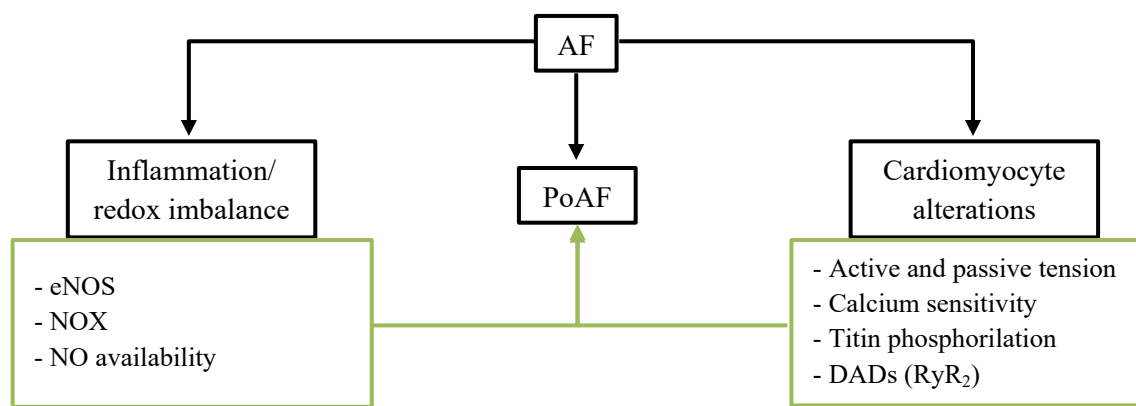 AF
Inflammation/
redox imbalance
PoAF
Cardiomyocyte
alterations
- eNOS
- NOX
- NO availability
- Active and passive tension
- Calcium sensitivity
- Titin phosphorilation
- DADs (RyR₂)